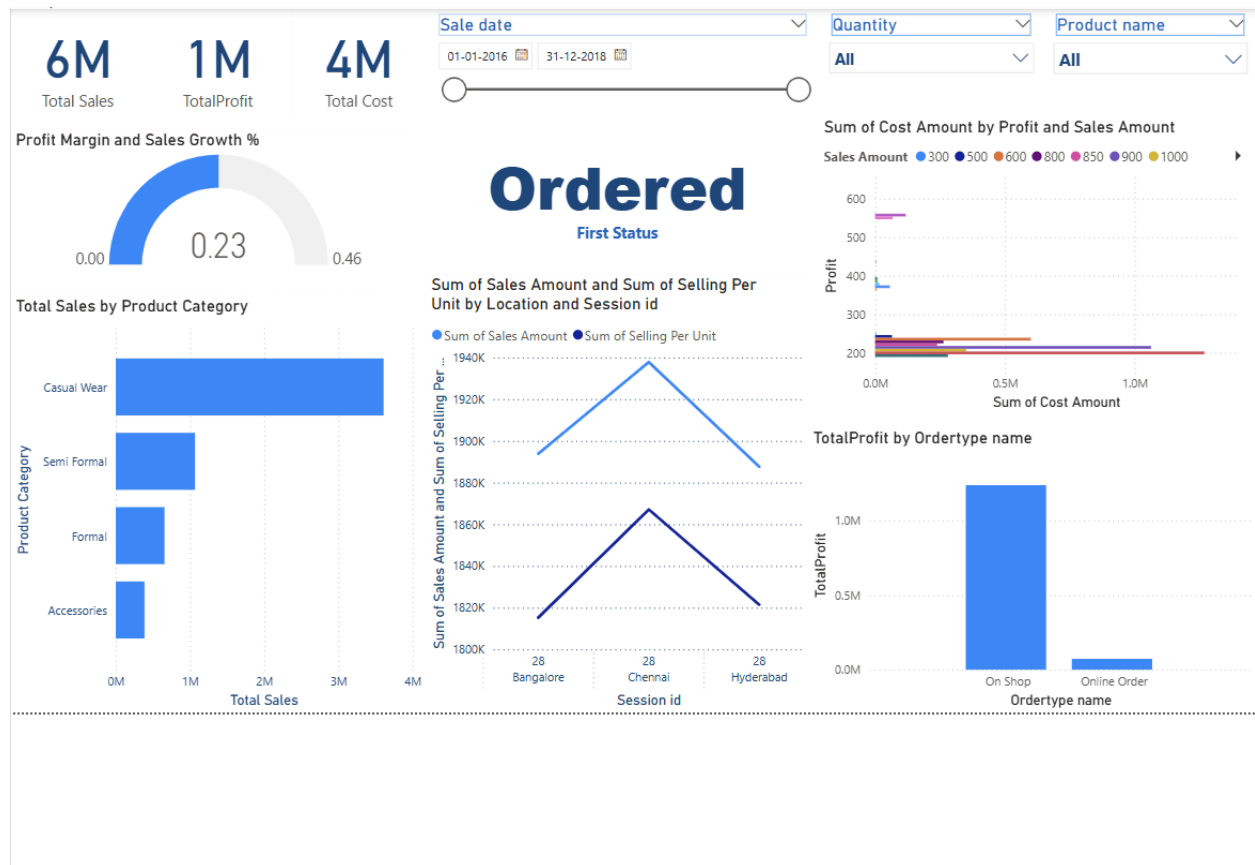 6M
Total Sales
1M
TotalProfit
4M
Total Cost
Sale date
01-01-2016 31-12-2018
Quantity
All
Product name
All
Profit Margin and Sales Growth %
0.00
0.23
0.46
Ordered
First Status
Sum of Cost Amount by Profit and Sales Amount
Sales Amount 300 500 600 800 850 900 1000
Profit
600
500
400
300
200
0.0M 0.5M 1.0M
Sum of Cost Amount
Total Sales by Product Category
Product Category
Casual Wear
Semi Formal
Formal
Accessories
0M 1M 2M 3M 4M
Total Sales
Sum of Sales Amount and Sum of Selling Per
Unit by Location and Session id
Sum of Sales Amount Sum of Selling Per Unit
Sum of Sales Amount and Sum of Selling Per ...
1940K
1920K
1900K
1880K
1860K
1840K
1820K
1800K
28 28 28
Bangalore Chennai Hyderabad
Session id
TotalProfit by Ordertype name
TotalProfit
1.0M
0.5M
0.0M
On Shop Online Order
Ordertype name